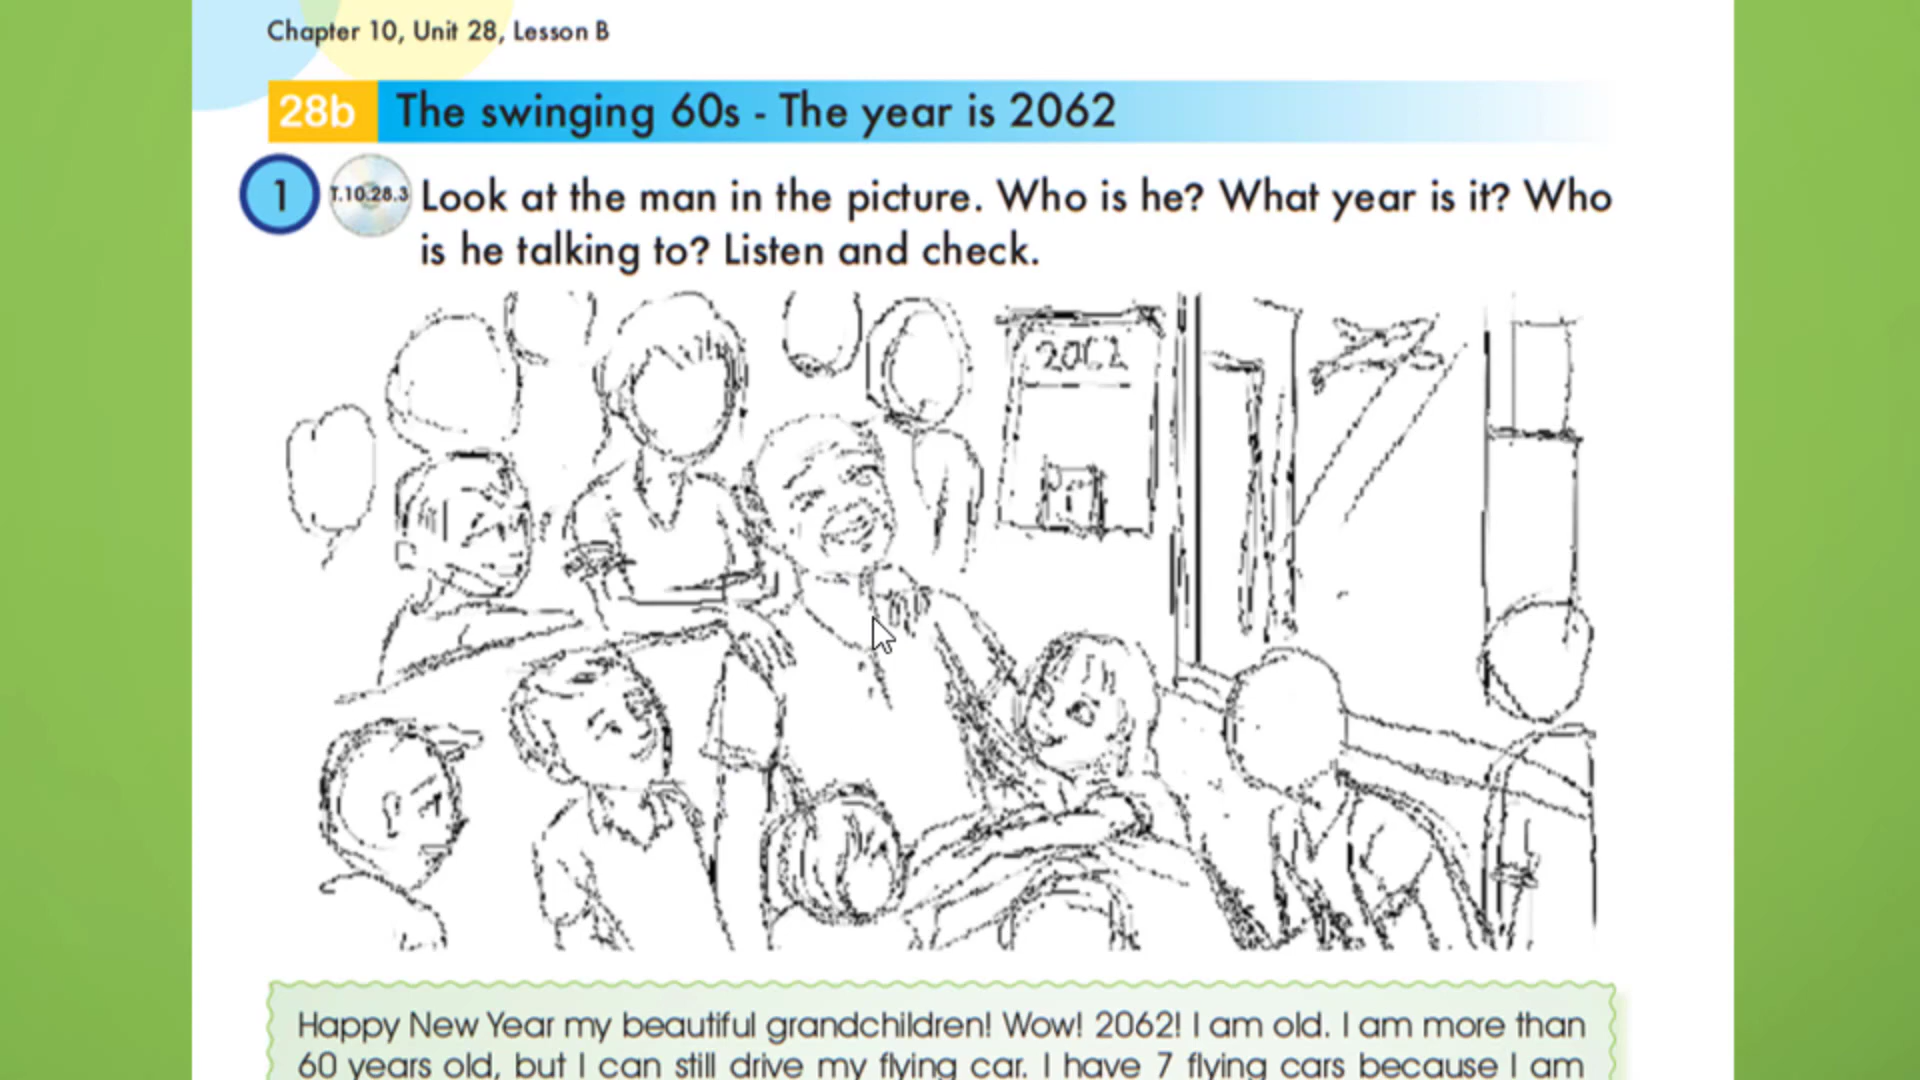 Chapter 10, Unit 28, Lesson B
28b The swinging 60s - The year is 2062
1 T.10.28.3 Look at the man in the picture. Who is he? What year is it? Who
is he talking to? Listen and check.
2062
Happy New Year my beautiful grandchildren! Wow! 2062! I am old. I am more than
60 years old, but I can still drive my flying car. I have 7 flying cars because I am